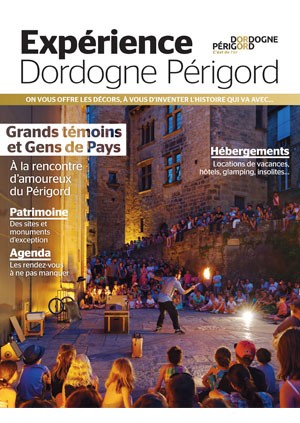 Expérience
Dordogne Périgord
DORDOGNE
PÉRIGORD
ON VOUS OFFRE LES DÉCORS, À VOUS D'INVENTER L'HISTOIRE QUI VA AVEC...
Grands témoins
et Gens de Pays
À la rencontre
d'amoureux
du Périgord
Patrimoine
Des sites et
monuments
d'exception
Agenda
Les rendez-vous
à ne pas manquer
Hébergements
Locations de vacances,
hôtels, glamping, insolites...